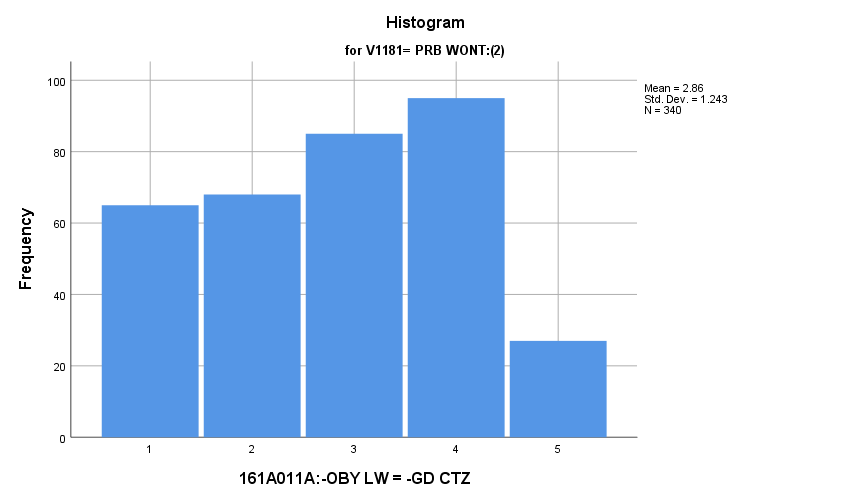 Histogram
for V1181= PRB WONT:(2)
Mean = 2.86
Std. Dev. = 1.243
N = 340
Frequency
100
80
60
40
20
0
1 2 3 4 5
161A011A:-OBY LW = -GD CTZ